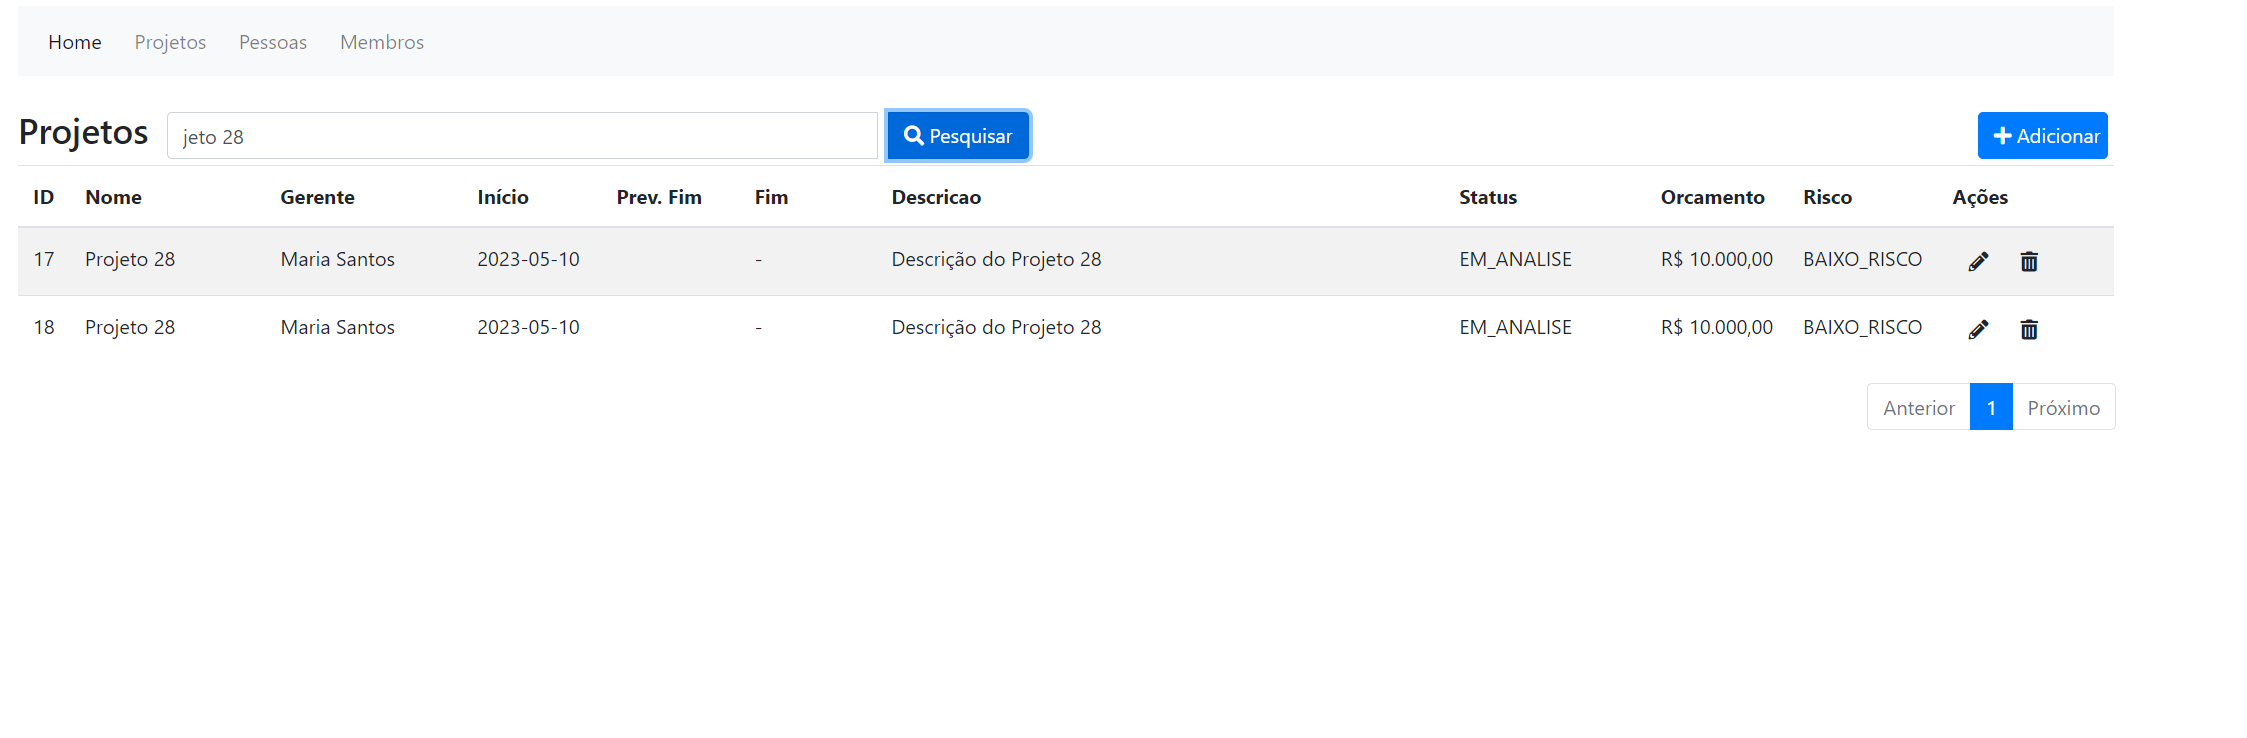 Home Projetos Pessoas Membros
Projetos jeto 28 Pesquisar Adicionar
ID Nome Gerente Início Prev. Fim Fim Descricao Status Orcamento Risco Ações
17 Projeto 28 Maria Santos 2023-05-10 - Descrição do Projeto 28 EM_ANALISE R$ 10.000,00 BAIXO_RISCO
18 Projeto 28 Maria Santos 2023-05-10 - Descrição do Projeto 28 EM_ANALISE R$ 10.000,00 BAIXO_RISCO
Anterior 1 Próximo